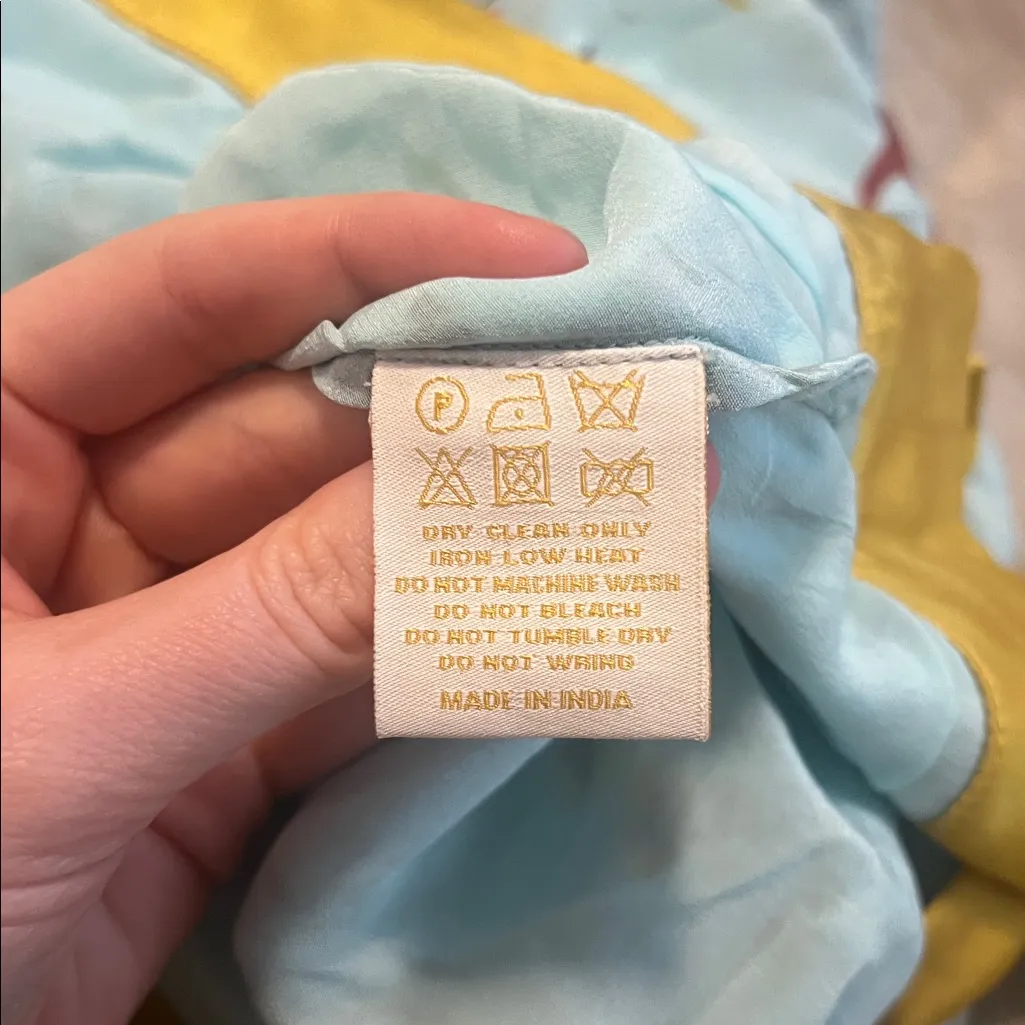 P
DRY CLEAN ONLY
IRON LOW HEAT
DO NOT MACHINE WASH
DO NOT BLEACH
DO NOT TUMBLE DRY
DO NOT WRING
MADE IN INDIA